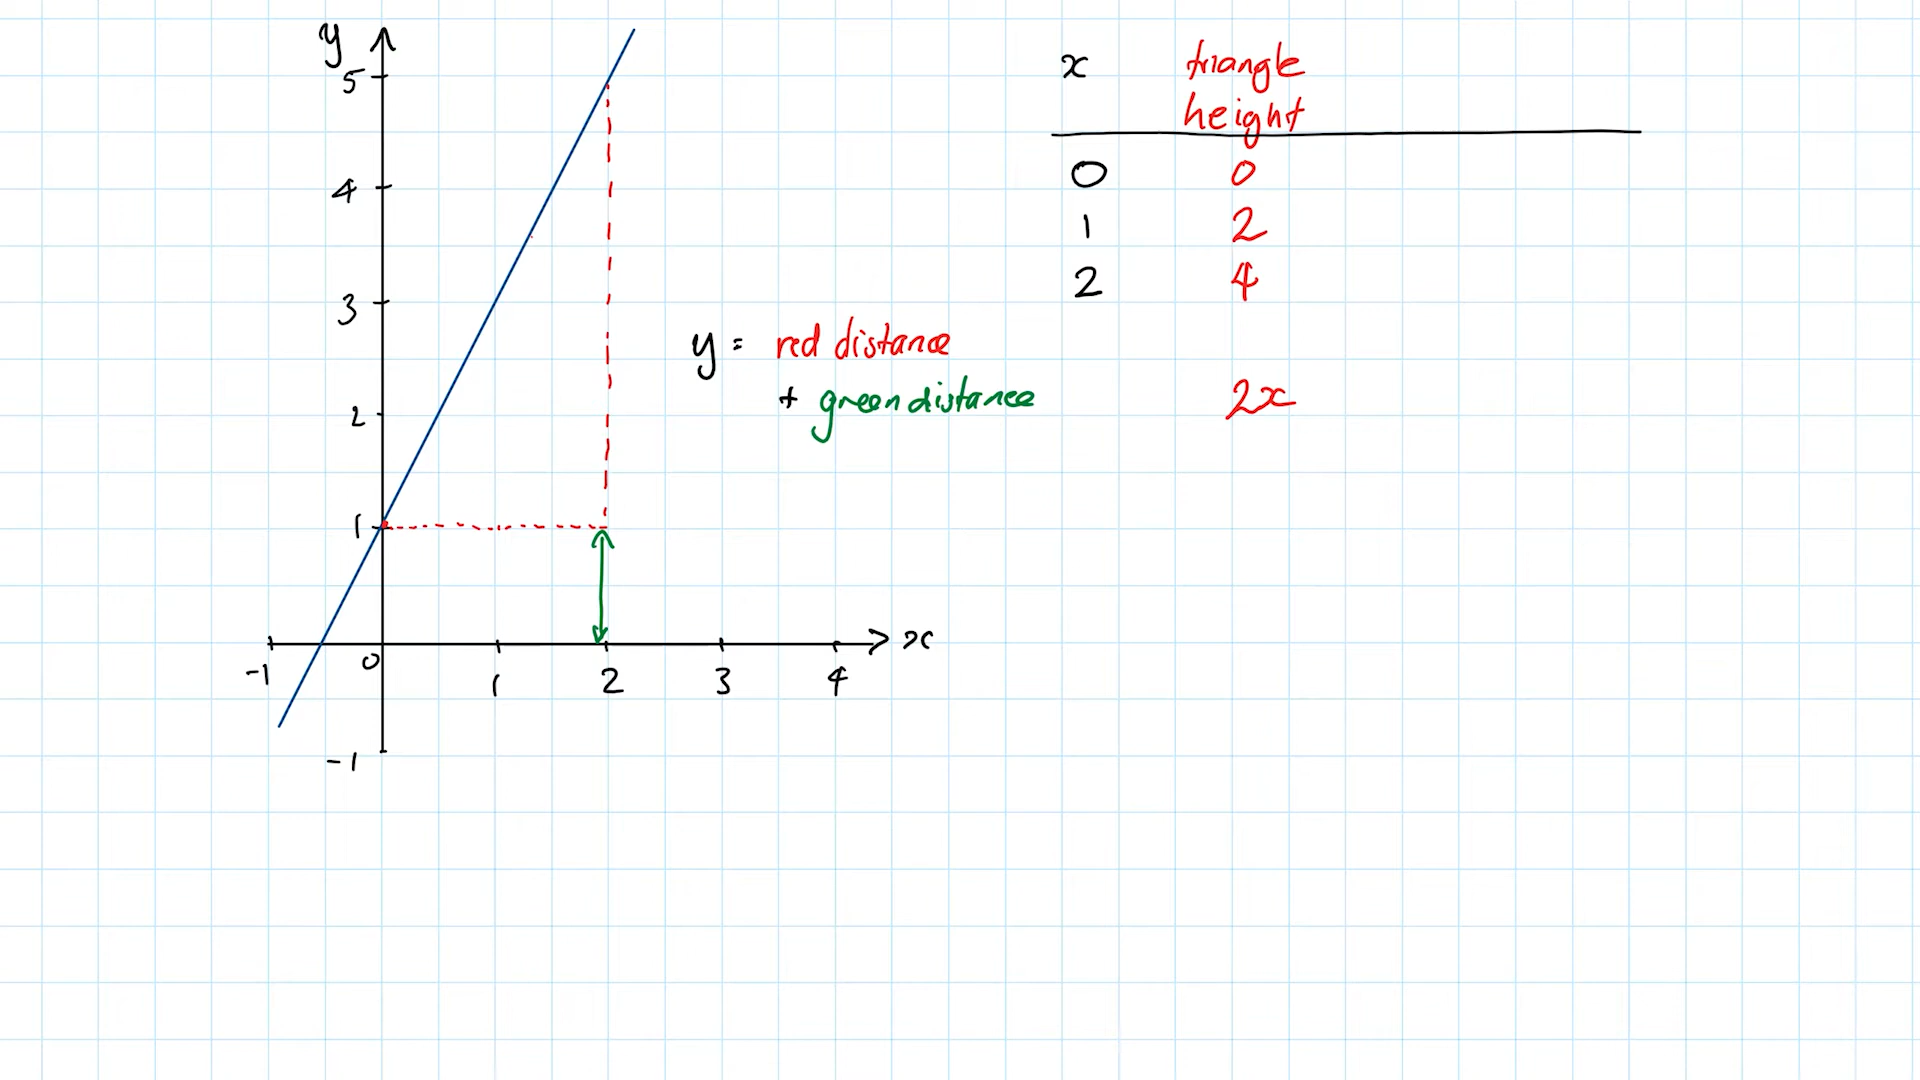 y
5
4
3
2
1
-1
0
1
2
3
4
x
-1
y = red distance
+ green distance
x triangle
height
0 0
1 2
2 4
2x